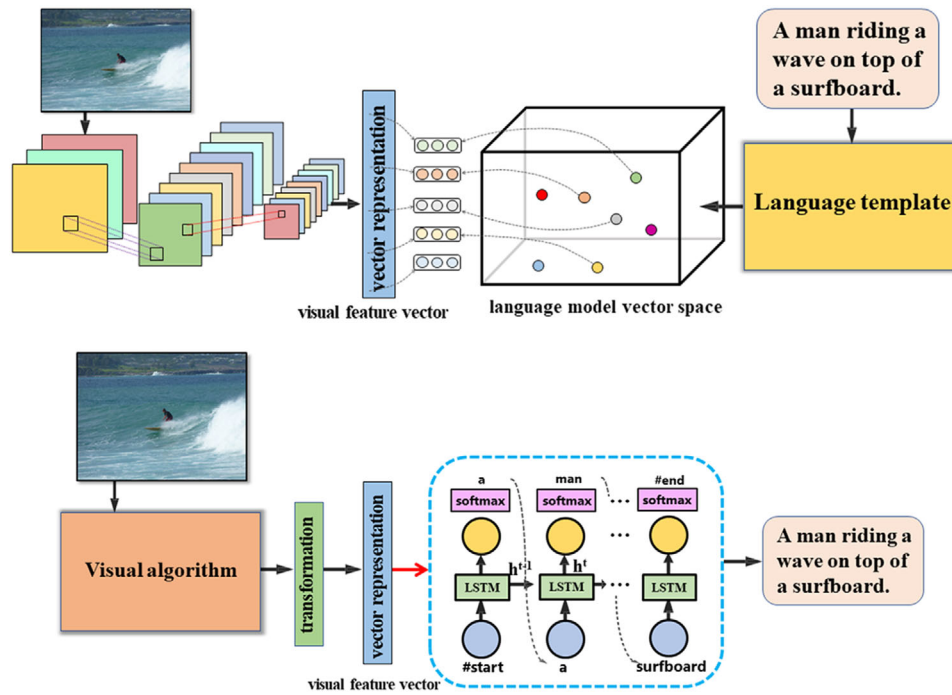 A man riding a
wave on top of
a surfboard.
vector representation
Language template
visual feature vector
language model vector space
a
man
#end
softmax
softmax
...
softmax
...
Visual algorithm
transformation
vector representation
h^{t-1}
h^t
LSTM
LSTM
...
LSTM
#start
a
surfboard
visual feature vector
A man riding a
wave on top of
a surfboard.